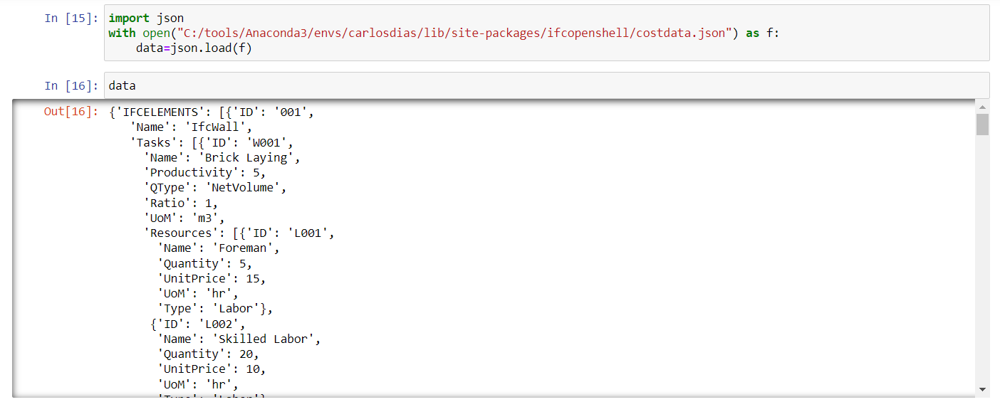 In [15]: import json
with open("C:/tools/Anaconda3/envs/carlosdias/lib/site-packages/ifcopenshell/costdata.json") as f:
    data=json.load(f)
In [16]: data
Out[16]: {'IFCELEMENTS': [{'ID': '001',
   'Name': 'IfcWall',
   'Tasks': [{'ID': 'W001',
     'Name': 'Brick Laying',
     'Productivity': 5,
     'QType': 'NetVolume',
     'Ratio': 1,
     'UoM': 'm3',
     'Resources': [{'ID': 'L001',
       'Name': 'Foreman',
       'Quantity': 5,
       'UnitPrice': 15,
       'UoM': 'hr',
       'Type': 'Labor'},
      {'ID': 'L002',
       'Name': 'Skilled Labor',
       'Quantity': 20,
       'UnitPrice': 10,
       'UoM': 'hr',